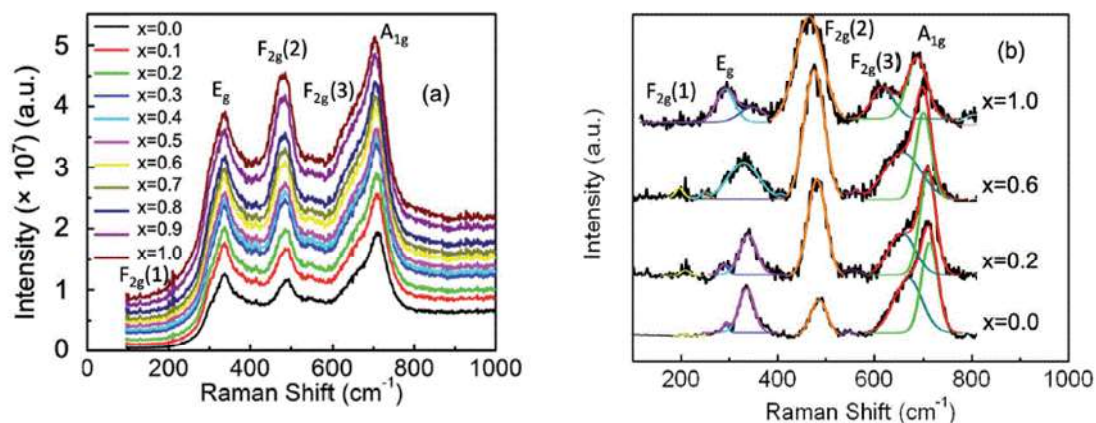 (a)
x=0.0
x=0.1
x=0.2
x=0.3
x=0.4
x=0.5
x=0.6
x=0.7
x=0.8
x=0.9
x=1.0
F2g(1)
Eg
F2g(2)
F2g(3)
A1g
5
4
3
2
1
0
Intensity (× 10⁷) (a.u.)
0 200 400 600 800 1000
Raman Shift (cm⁻¹)
(b)
F2g(1)
Eg
F2g(2)
F2g(3)
A1g
x=1.0
x=0.6
x=0.2
x=0.0
Intensity (a.u.)
200 400 600 800 1000
Raman Shift (cm⁻¹)